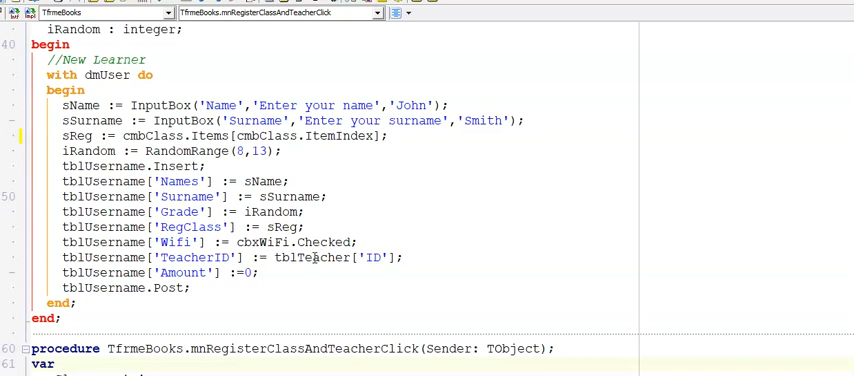 TfrmeBooks
TfrmeBooks.mnRegisterClassAndTeacherClick
iRandom : integer;
40 begin
//New Learner
with dmUser do
begin
sName := InputBox('Name','Enter your name','John');
sSurname := InputBox('Surname','Enter your surname','Smith');
sReg := cmbClass.Items[cmbClass.ItemIndex];
iRandom := RandomRange(8,13);
tblUsername.Insert;
tblUsername['Names'] := sName;
50 tblUsername['Surname'] := sSurname;
tblUsername['Grade'] := iRandom;
tblUsername['RegClass'] := sReg;
tblUsername['Wifi'] := cbxWiFi.Checked;
tblUsername['TeacherID'] := tblTeacher['ID'];
tblUsername['Amount'] :=0;
tblUsername.Post;
end;
end;
60 procedure TfrmeBooks.mnRegisterClassAndTeacherClick(Sender: TObject);
61 var